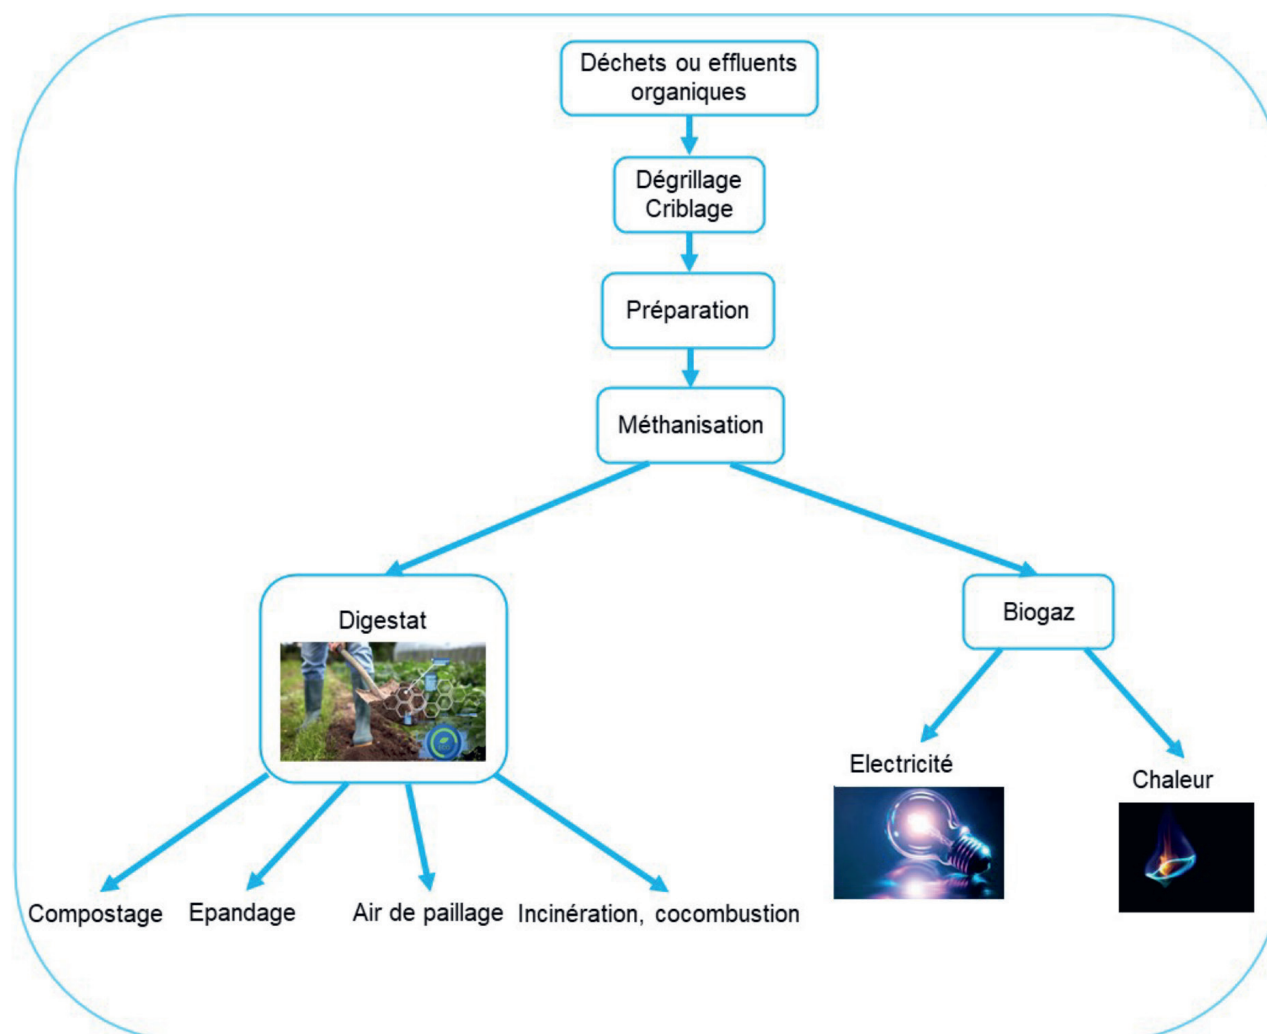 Déchets ou effluents
organiques
Dégrillage
Criblage
Préparation
Méthanisation
Digestat
Biogaz
Electricité
Chaleur
Compostage
Epandage
Air de paillage
Incinération, cocombustion